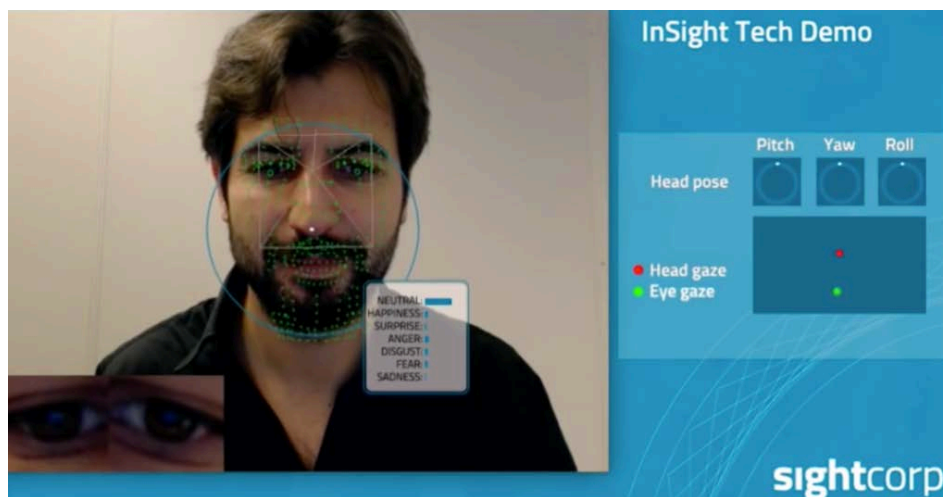 InSight Tech Demo
Pitch Yaw Roll
Head pose
Head gaze
Eye gaze
NEUTRAL:
HAPPINESS:
SURPRISE:
ANGER:
DISGUST:
FEAR:
SADNESS:
sightcorp